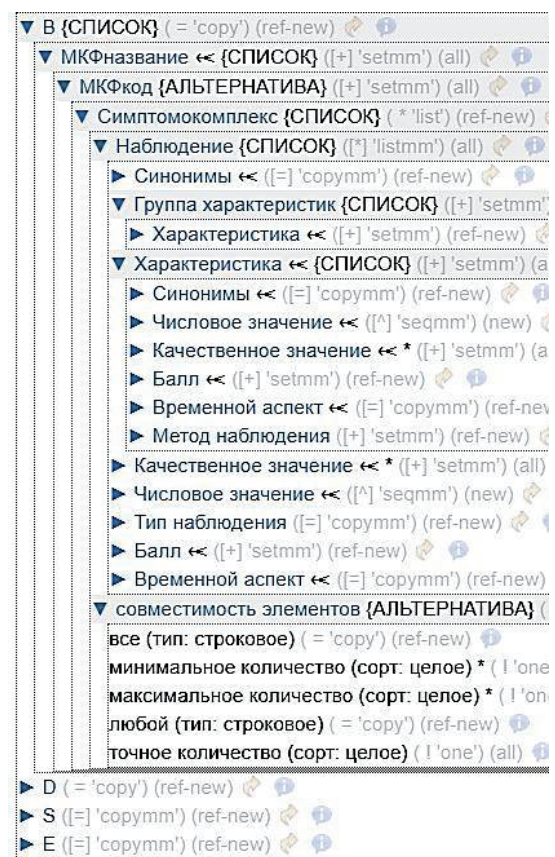 ▼ B {СПИСОК} ( = 'copy') (ref-new)
▼ МКФназвание ⤙ {СПИСОК} ([+] 'setmm') (all)
▼ МКФкод {АЛЬТЕРНАТИВА} ([+] 'setmm') (all)
▼ Симптомокомплекс {СПИСОК} ( * 'list') (ref-new)
▼ Наблюдение {СПИСОК} ([*] 'listmm') (all)
► Синонимы ⤙ ([=] 'copymm') (ref-new)
▼ Группа характеристик {СПИСОК} ([+] 'setmm')
► Характеристика ⤙ ([+] 'setmm') (ref-new)
▼ Характеристика ⤙ {СПИСОК} ([+] 'setmm') (a
► Синонимы ⤙ ([=] 'copymm') (ref-new)
► Числовое значение ⤙ ([^] 'seqmm') (new)
► Качественное значение ⤙ * ([+] 'setmm') (a
► Балл ⤙ ([+] 'setmm') (ref-new)
► Временной аспект ⤙ ([=] 'copymm') (ref-new
► Метод наблюдения ([+] 'setmm') (ref-new)
► Качественное значение ⤙ * ([+] 'setmm') (all)
► Числовое значение ⤙ ([^] 'seqmm') (new)
► Тип наблюдения ([=] 'copymm') (ref-new)
► Балл ⤙ ([+] 'setmm') (ref-new)
► Временной аспект ⤙ ([=] 'copymm') (ref-new)
▼ совместимость элементов {АЛЬТЕРНАТИВА} (
все (тип: строковое) ( = 'copy') (ref-new)
минимальное количество (сорт: целое) * ( ! 'one
максимальное количество (сорт: целое) * ( ! 'one
любой (тип: строковое) ( = 'copy') (ref-new)
точное количество (сорт: целое) ( ! 'one') (all)
► D ( = 'copy') (ref-new)
► S ([=] 'copymm') (ref-new)
► E ([=] 'copymm') (ref-new)